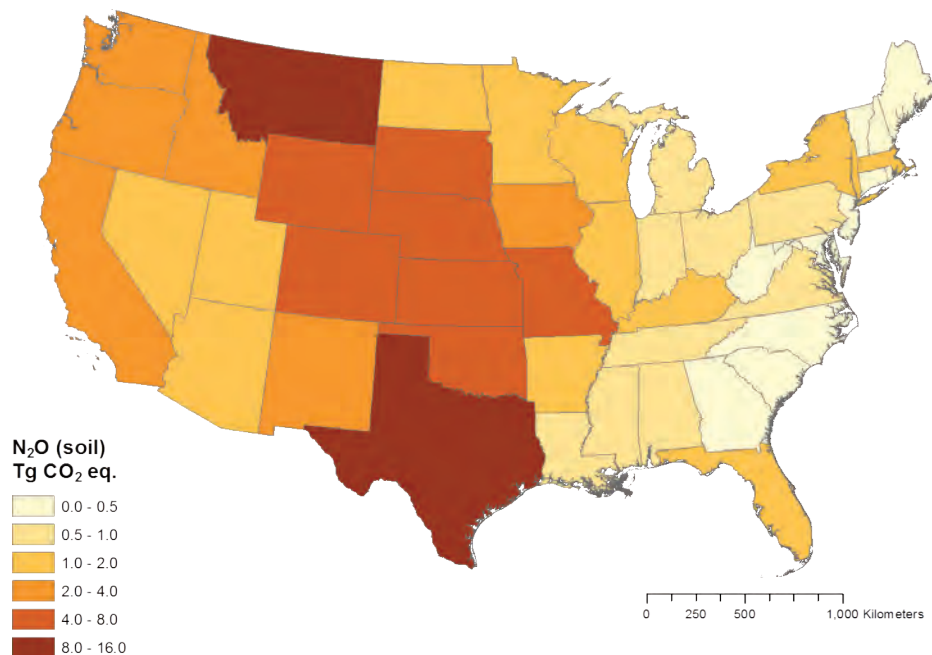 N₂O (soil)
Tg CO₂ eq.
0.0 - 0.5
0.5 - 1.0
1.0 - 2.0
2.0 - 4.0
4.0 - 8.0
8.0 - 16.0
0 250 500 1,000 Kilometers